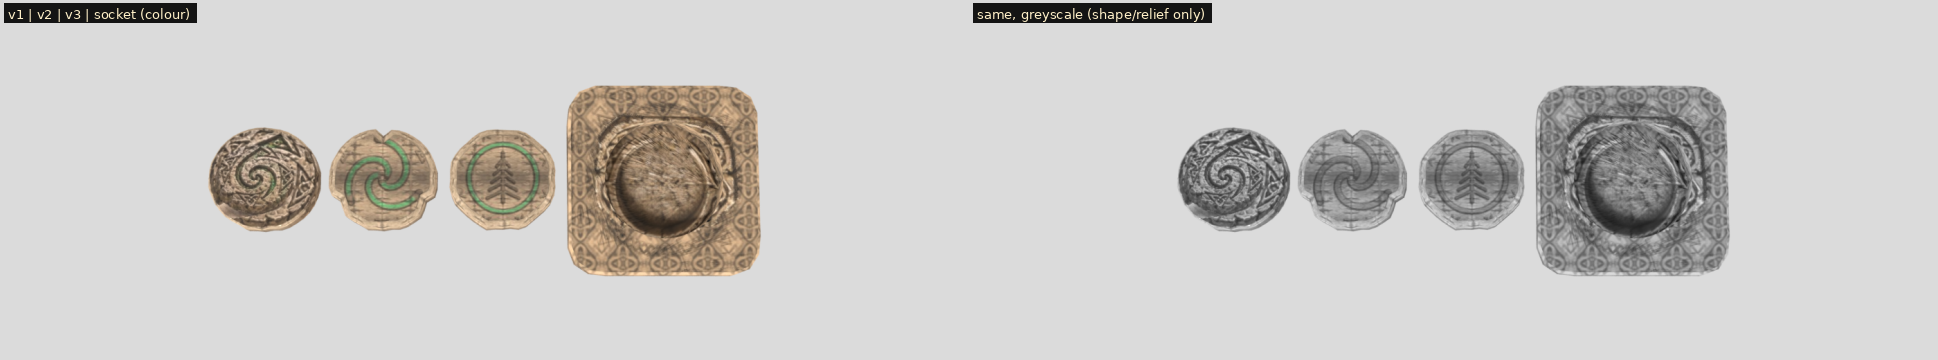 v1 | v2 | v3 | socket (colour)
same, greyscale (shape/relief only)